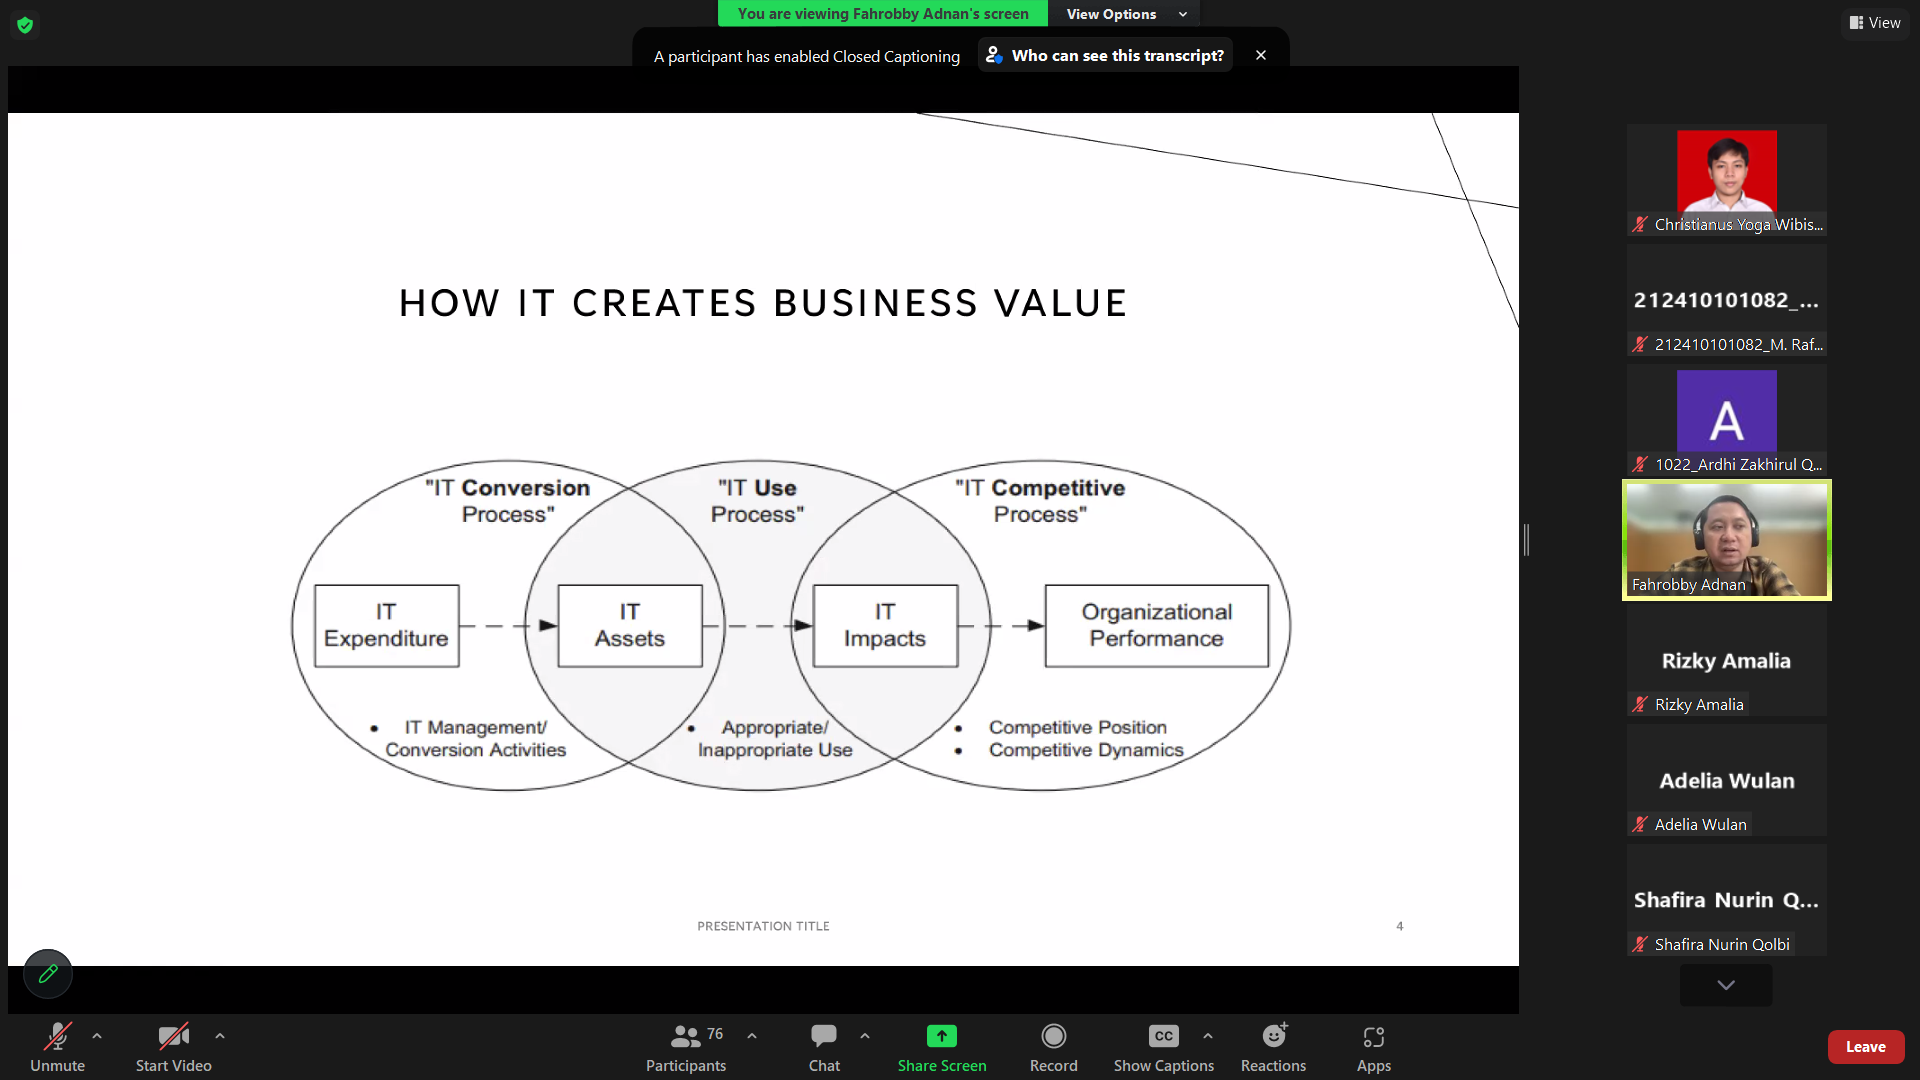 You are viewing Fahrobby Adnan's screen
View Options
View
A participant has enabled Closed Captioning
Who can see this transcript?
HOW IT CREATES BUSINESS VALUE
"IT Conversion
Process"
"IT Use
Process"
"IT Competitive
Process"
IT
Expenditure
IT
Assets
IT
Impacts
Organizational
Performance
• IT Management/
Conversion Activities
• Appropriate/
Inappropriate Use
• Competitive Position
• Competitive Dynamics
PRESENTATION TITLE
4
Christianus Yoga Wibis...
212410101082_...
212410101082_M. Raf...
A
1022_Ardhi Zakhirul Q...
Fahrobby Adnan
Rizky Amalia
Rizky Amalia
Adelia Wulan
Adelia Wulan
Shafira Nurin Q...
Shafira Nurin Qolbi
Unmute
Start Video
76
Participants
Chat
Share Screen
Record
CC
Show Captions
Reactions
Apps
Leave